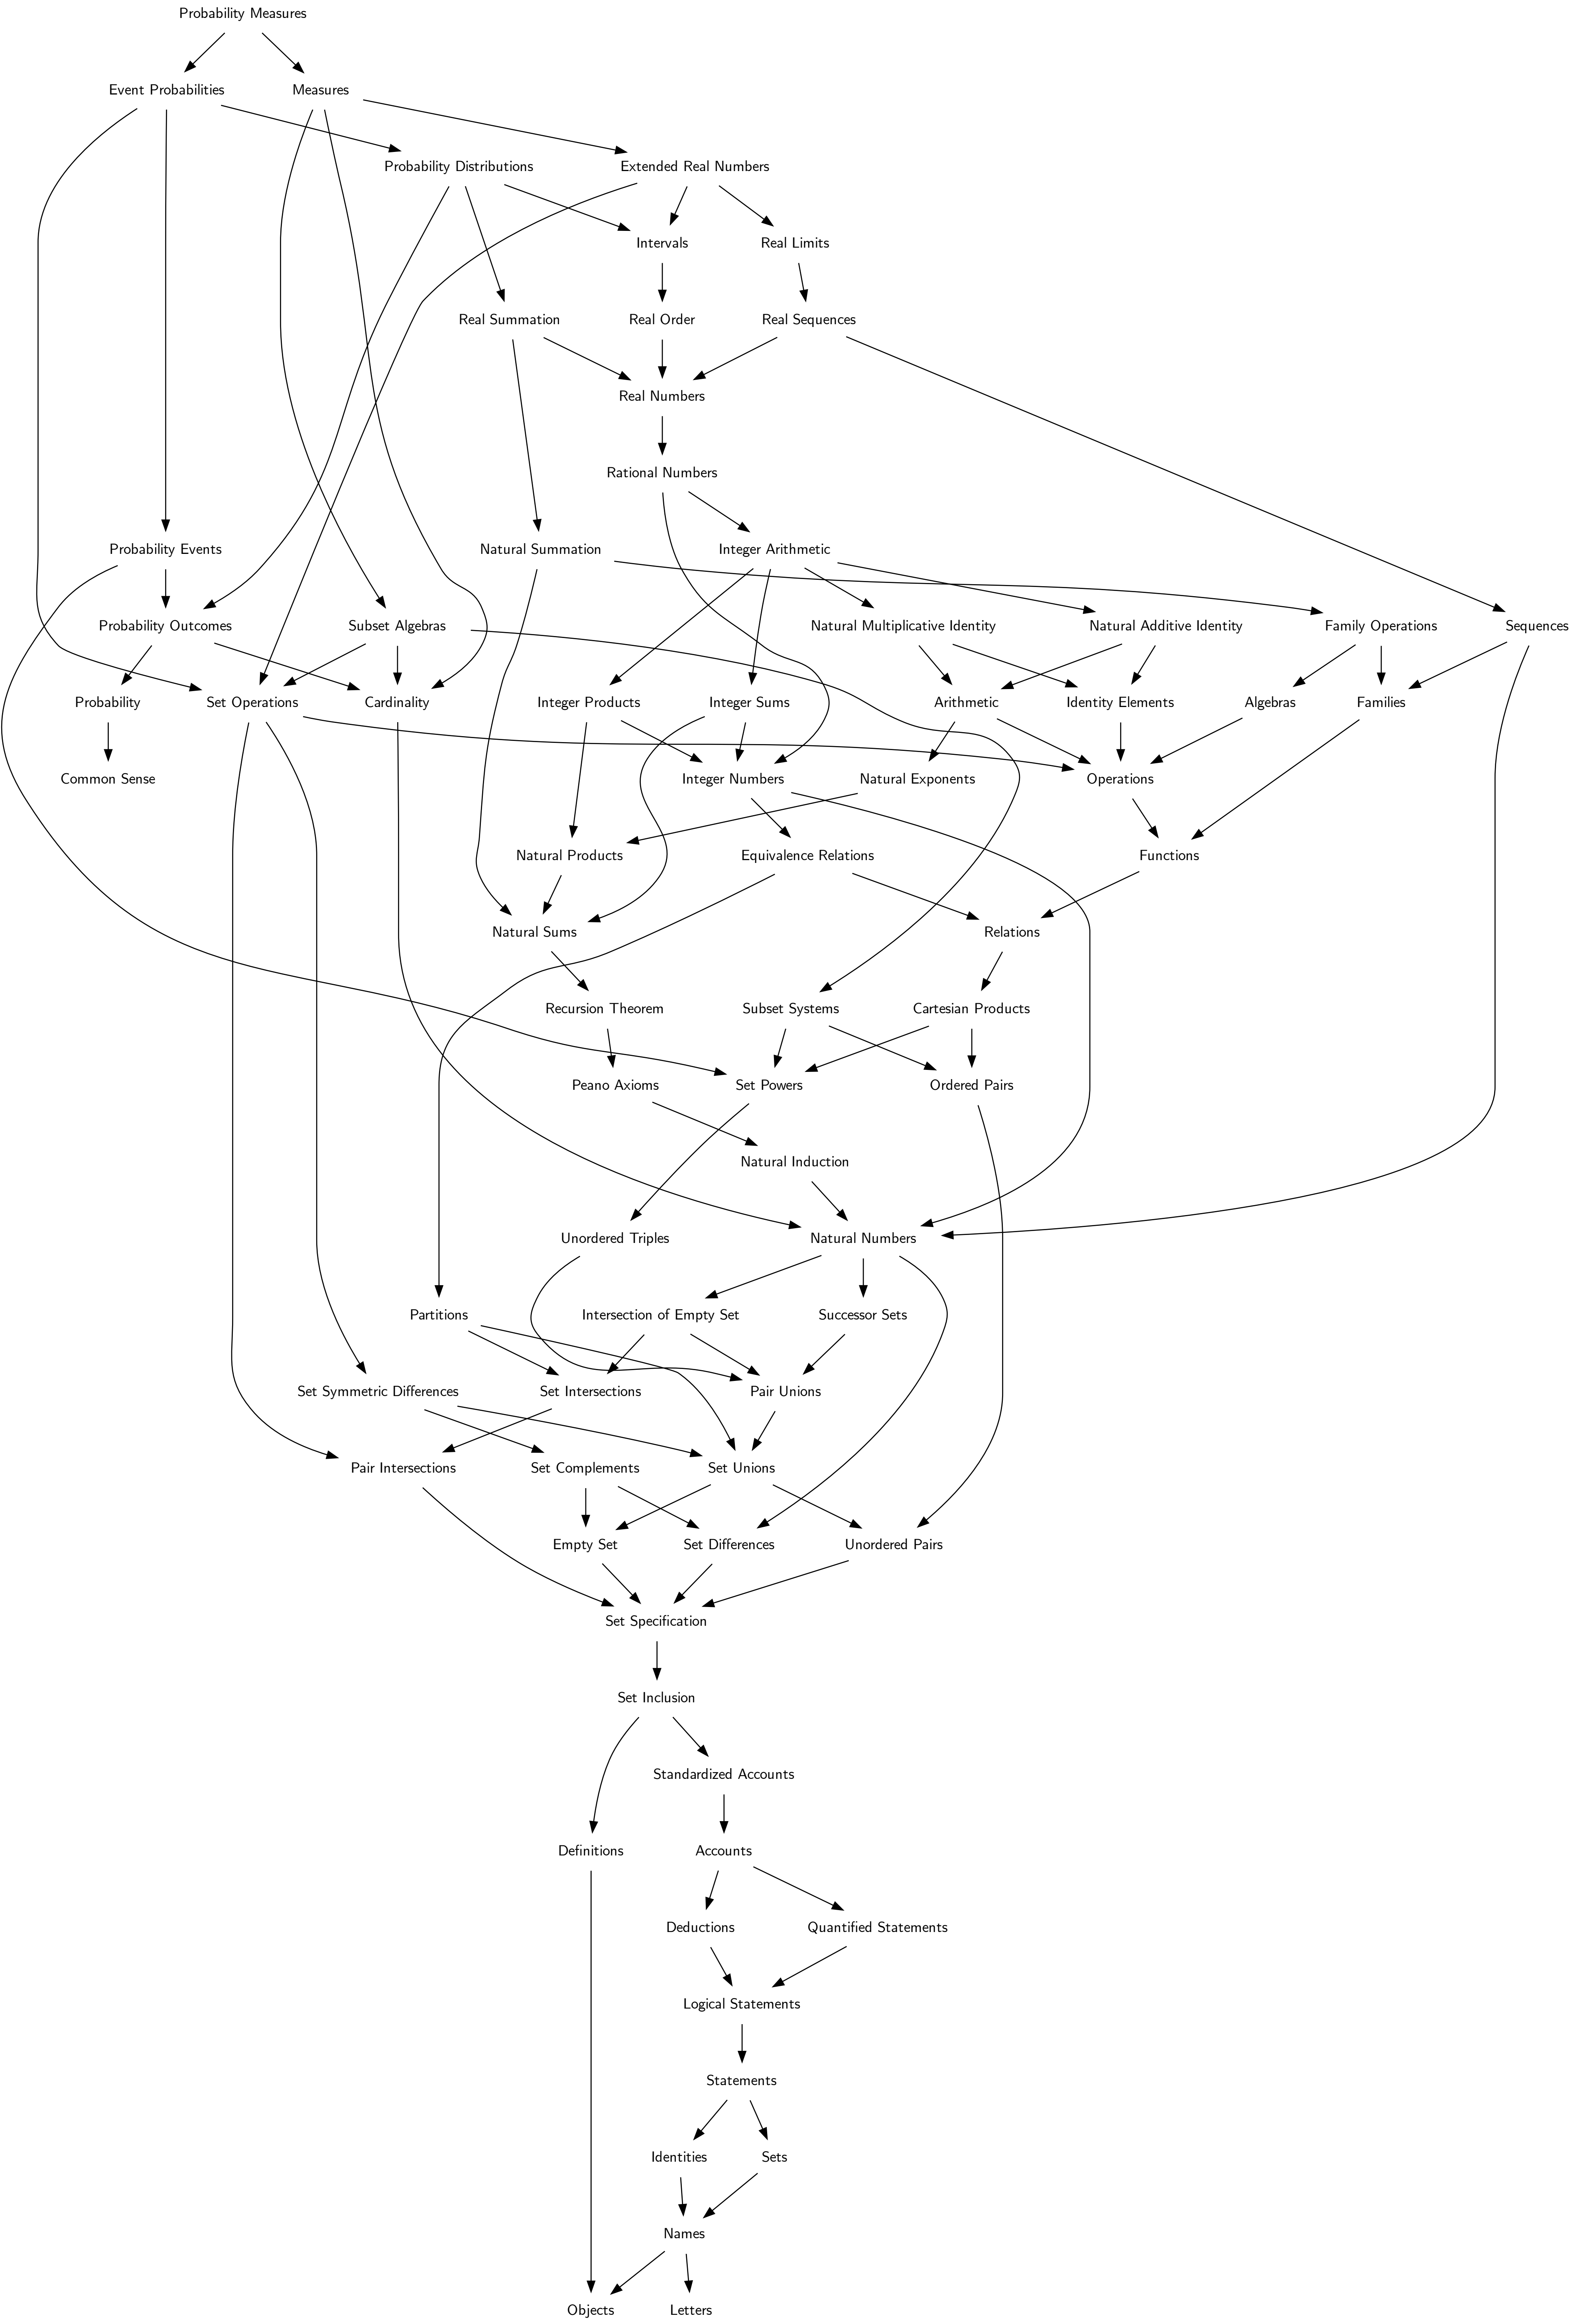 Probability Measures
Event Probabilities
Measures
Probability Distributions
Extended Real Numbers
Intervals
Real Limits
Real Summation
Real Order
Real Sequences
Real Numbers
Rational Numbers
Probability Events
Natural Summation
Integer Arithmetic
Probability Outcomes
Subset Algebras
Natural Multiplicative Identity
Natural Additive Identity
Family Operations
Sequences
Probability
Set Operations
Cardinality
Integer Products
Integer Sums
Arithmetic
Identity Elements
Algebras
Families
Common Sense
Integer Numbers
Natural Exponents
Operations
Natural Products
Equivalence Relations
Functions
Natural Sums
Relations
Recursion Theorem
Subset Systems
Cartesian Products
Peano Axioms
Set Powers
Ordered Pairs
Natural Induction
Unordered Triples
Natural Numbers
Partitions
Intersection of Empty Set
Successor Sets
Set Symmetric Differences
Set Intersections
Pair Unions
Pair Intersections
Set Complements
Set Unions
Empty Set
Set Differences
Unordered Pairs
Set Specification
Set Inclusion
Standardized Accounts
Definitions
Accounts
Deductions
Quantified Statements
Logical Statements
Statements
Identities
Sets
Names
Objects
Letters